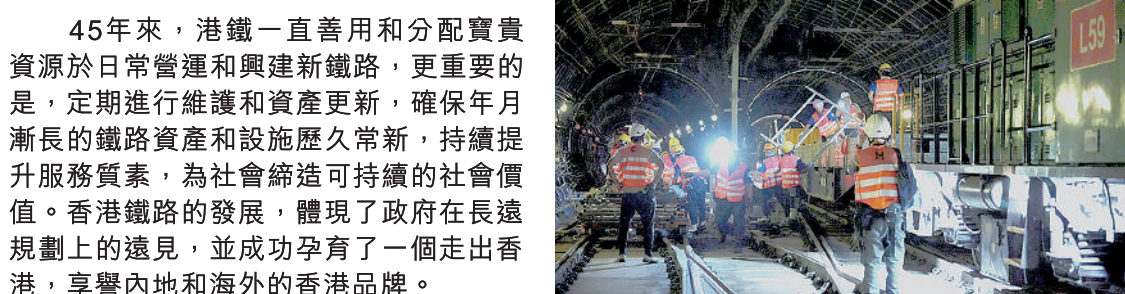 45年來，港鐵一直善用和分配寶貴
資源於日常營運和興建新鐵路，更重要的
是，定期進行維護和資產更新，確保年月
漸長的鐵路資產和設施歷久常新，持續提
升服務質素，為社會締造可持續的社會價
值。香港鐵路的發展，體現了政府在長遠
規劃上的遠見，並成功孕育了一個走出香
港，享譽內地和海外的香港品牌。
L59